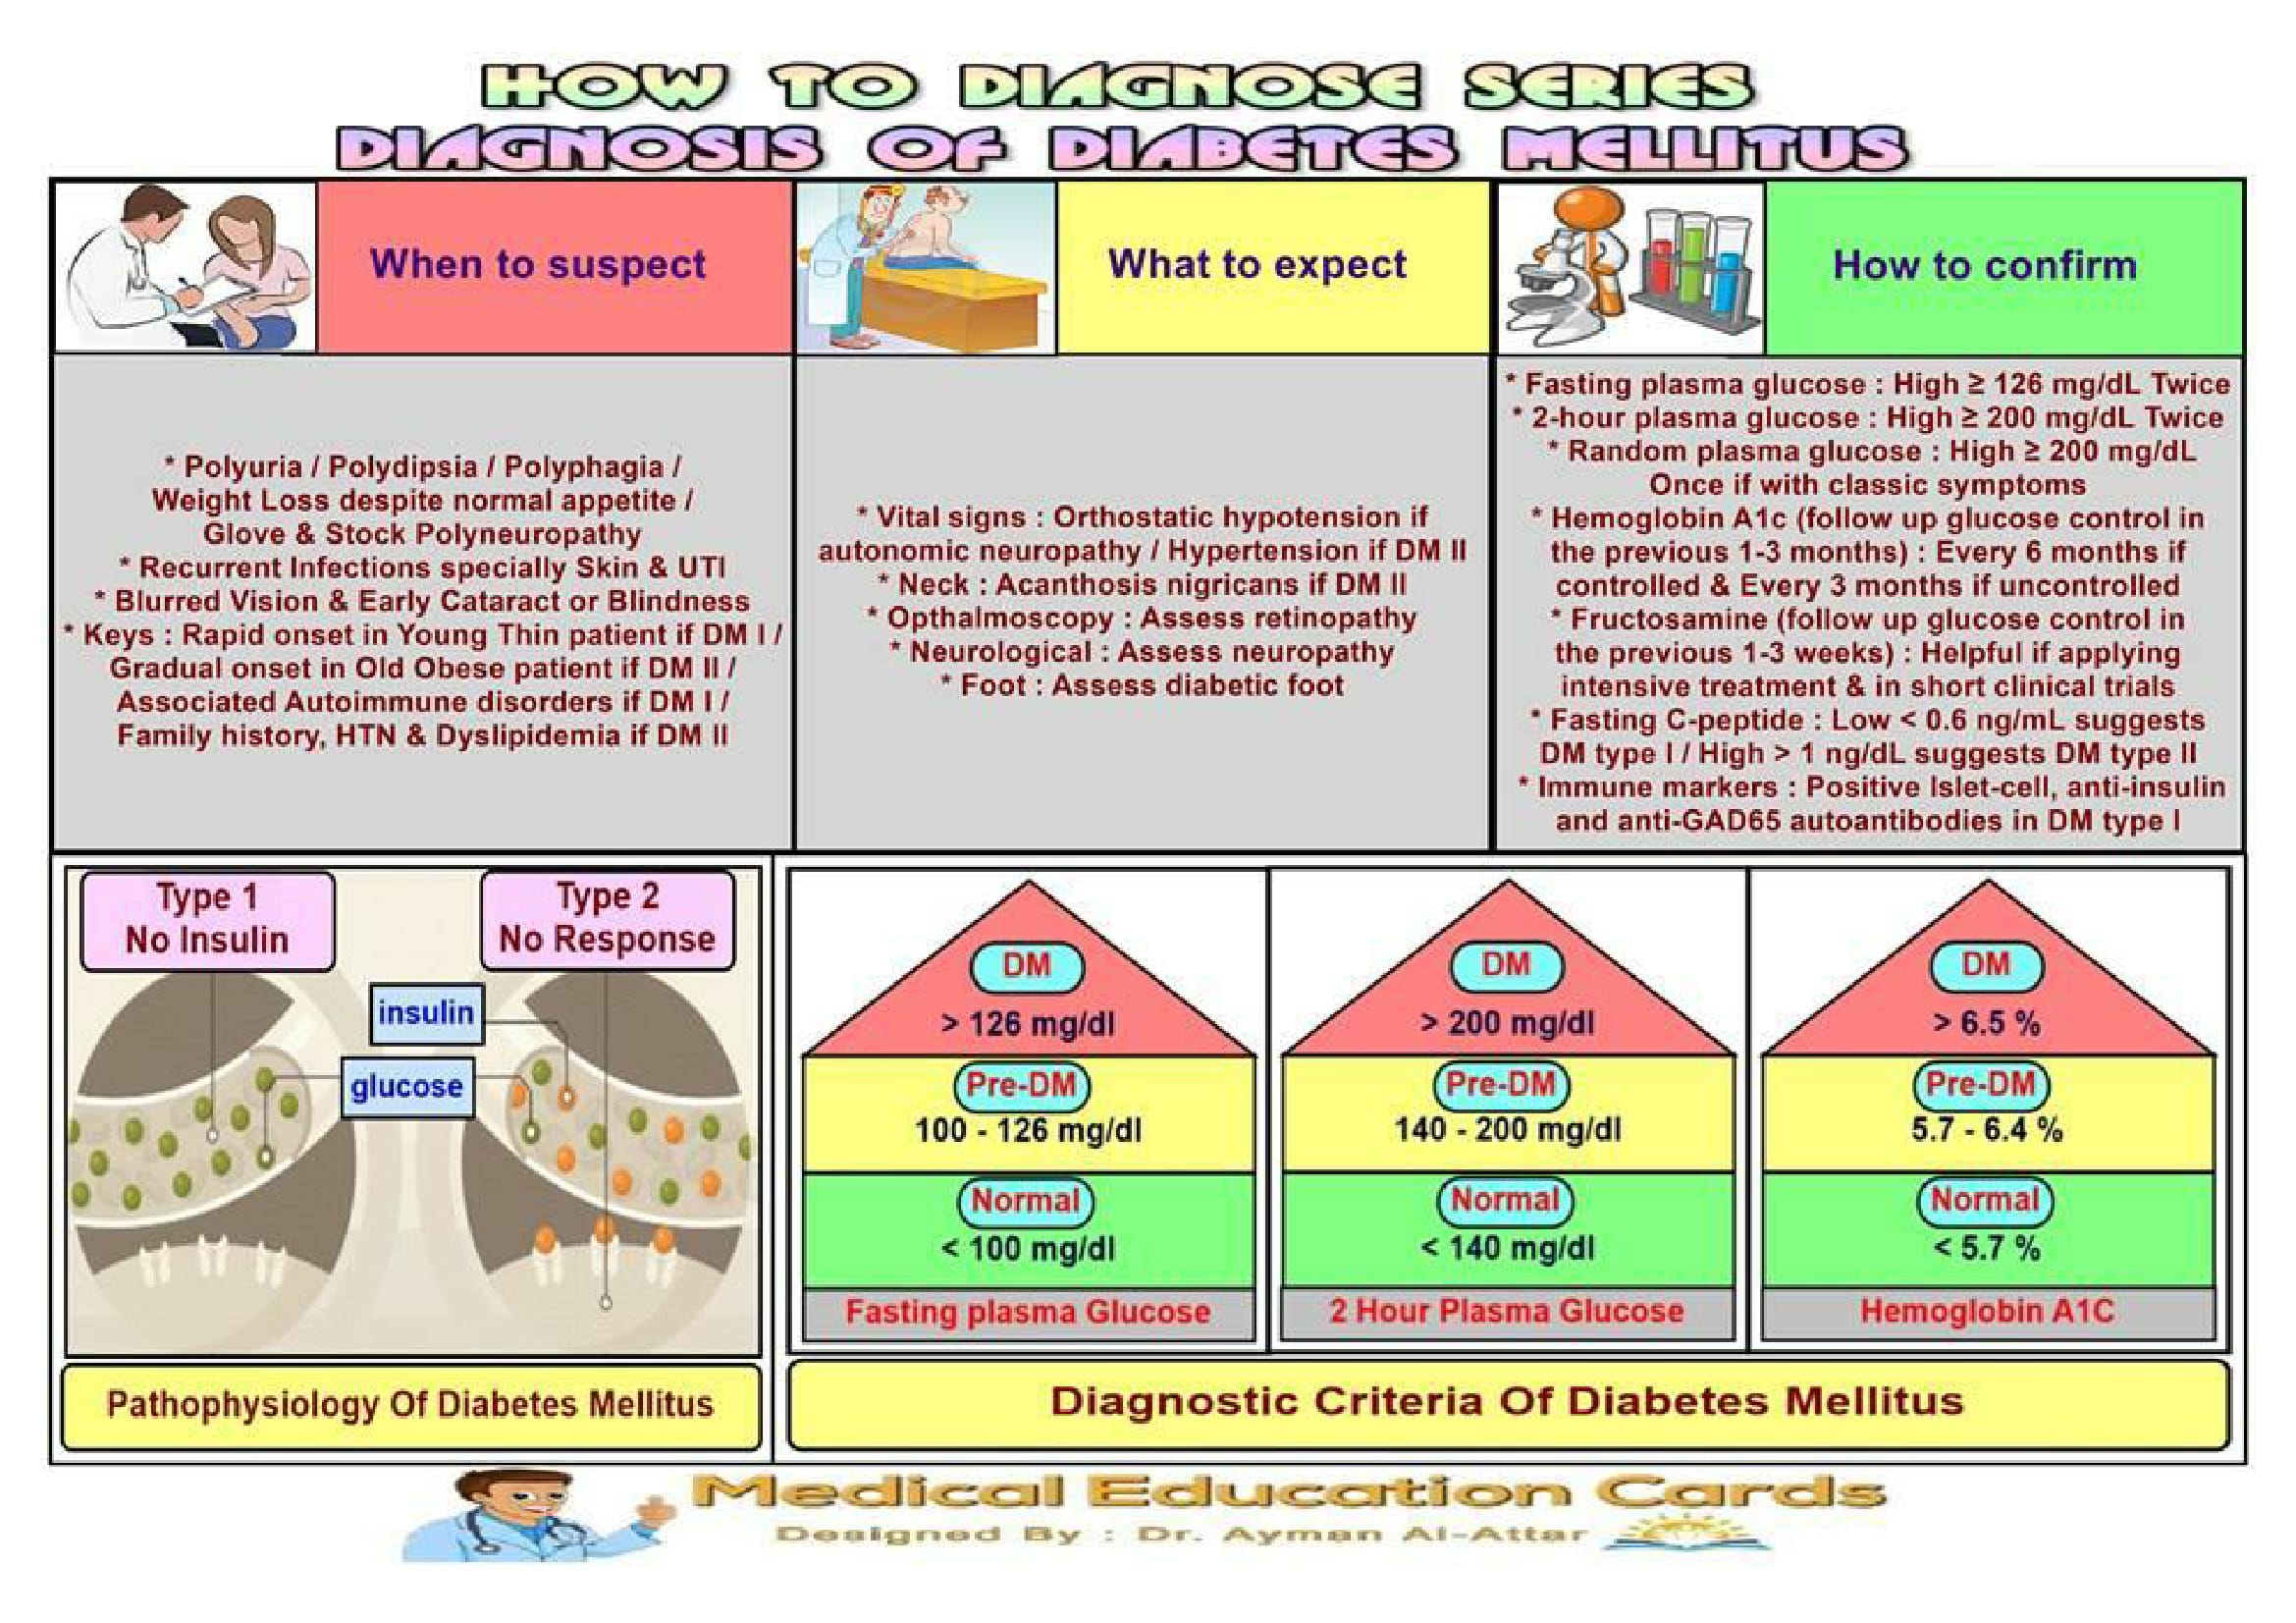 HOW TO DIAGNOSE SERIES
DIAGNOSIS OF DIABETES MELLITUS
When to suspect
* Polyuria / Polydipsia / Polyphagia /
Weight Loss despite normal appetite /
Glove & Stock Polyneuropathy
* Recurrent Infections specially Skin & UTI
* Blurred Vision & Early Cataract or Blindness
* Keys : Rapid onset in Young Thin patient if DM I /
Gradual onset in Old Obese patient if DM II /
Associated Autoimmune disorders if DM I /
Family history, HTN & Dyslipidemia if DM II
What to expect
* Vital signs : Orthostatic hypotension if
autonomic neuropathy / Hypertension if DM II
* Neck : Acanthosis nigricans if DM II
* Opthalmoscopy : Assess retinopathy
* Neurological : Assess neuropathy
* Foot : Assess diabetic foot
How to confirm
* Fasting plasma glucose : High ≥ 126 mg/dL Twice
* 2-hour plasma glucose : High ≥ 200 mg/dL Twice
* Random plasma glucose : High ≥ 200 mg/dL
Once if with classic symptoms
* Hemoglobin A1c (follow up glucose control in
the previous 1-3 months) : Every 6 months if
controlled & Every 3 months if uncontrolled
* Fructosamine (follow up glucose control in
the previous 1-3 weeks) : Helpful if applying
intensive treatment & in short clinical trials
* Fasting C-peptide : Low < 0.6 ng/mL suggests
DM type I / High > 1 ng/dL suggests DM type II
* Immune markers : Positive Islet-cell, anti-insulin
and anti-GAD65 autoantibodies in DM type I
Type 1
No Insulin
Type 2
No Response
insulin
glucose
Pathophysiology Of Diabetes Mellitus
DM
> 126 mg/dl
Pre-DM
100 - 126 mg/dl
Normal
< 100 mg/dl
Fasting plasma Glucose
DM
> 200 mg/dl
Pre-DM
140 - 200 mg/dl
Normal
< 140 mg/dl
2 Hour Plasma Glucose
DM
> 6.5 %
Pre-DM
5.7 - 6.4 %
Normal
< 5.7 %
Hemoglobin A1C
Diagnostic Criteria Of Diabetes Mellitus
Medical Education Cards
Designed By : Dr. Ayman Al-Attar